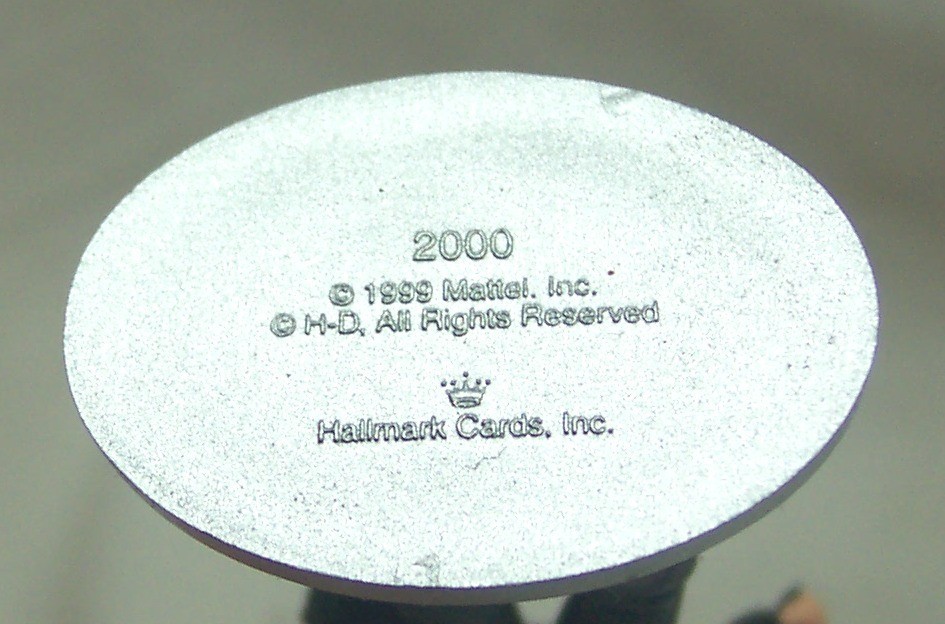 2000
© 1999 Mattel, Inc.
© H-D, All Rights Reserved
Hallmark Cards, Inc.